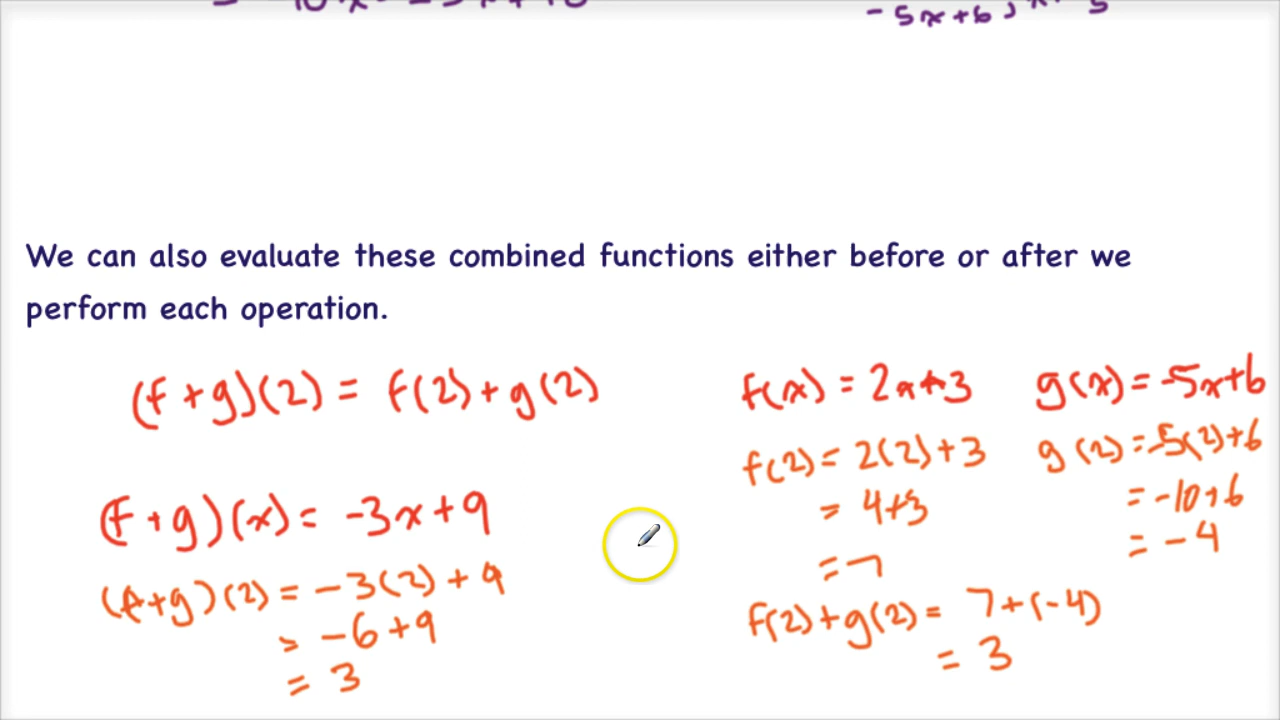 -5x+6,
We can also evaluate these combined functions either before or after we
perform each operation.
(f+g)(2) = f(2)+g(2)
(f+g)(x) = -3x+9
(f+g)(2) = -3(2)+9
= -6+9
= 3
f(x) = 2x+3
f(2) = 2(2)+3
= 4+3
= 7
g(x) = -5x+6
g(2) = -5(2)+6
= -10+6
= -4
f(2)+g(2) = 7+(-4)
= 3